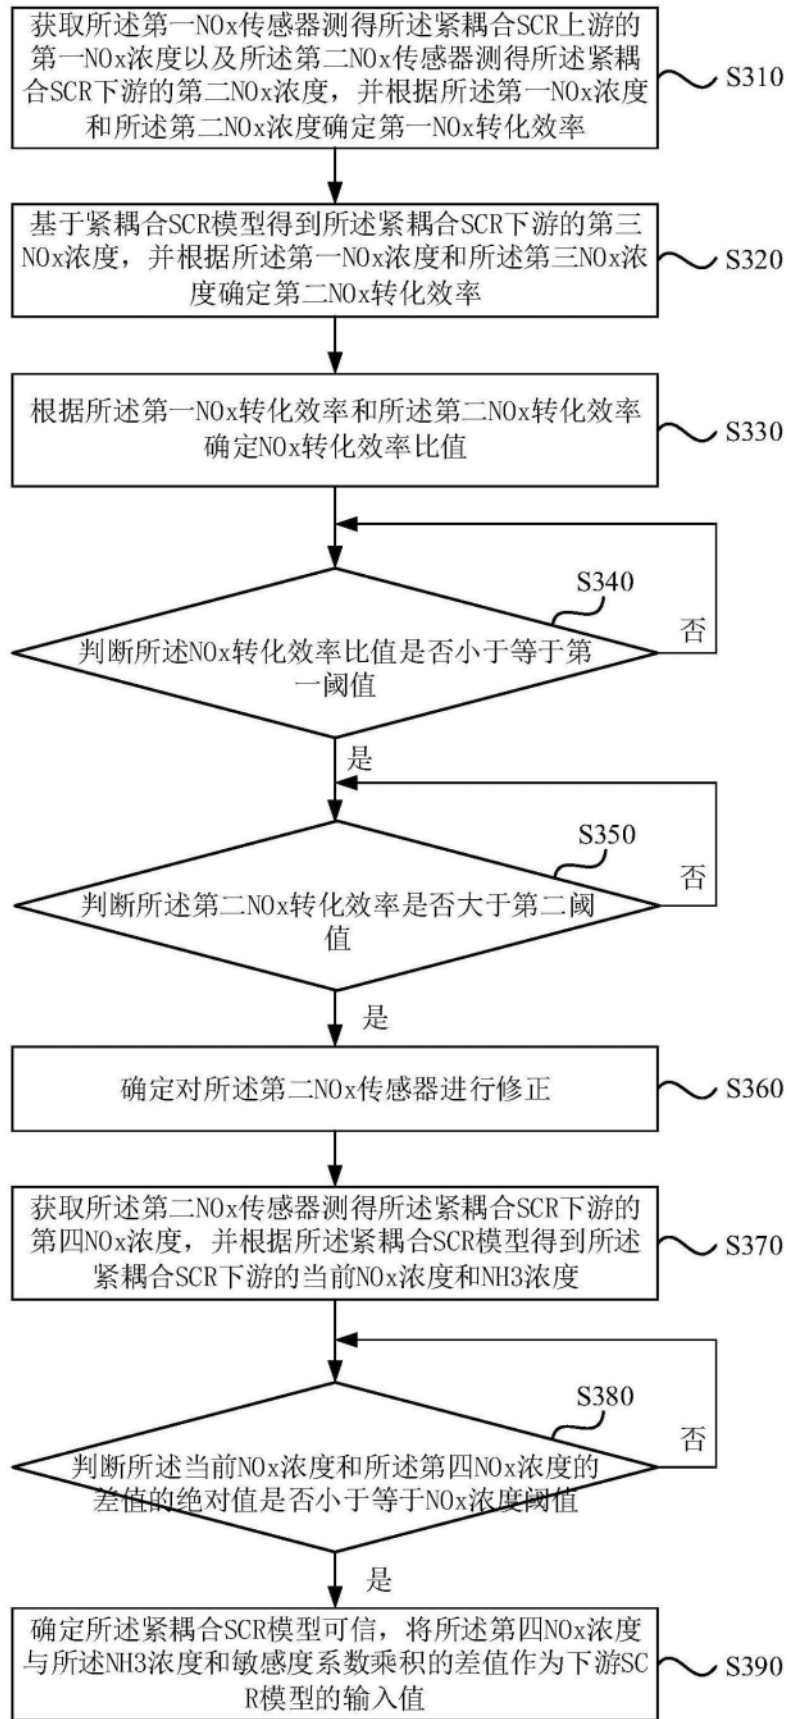 获取所述第一NOx传感器测得所述紧耦合SCR上游的
第一NOx浓度以及所述第二NOx传感器测得所述紧耦
合SCR下游的第二NOx浓度，并根据所述第一NOx浓度
和所述第二NOx浓度确定第一NOx转化效率
S310
基于紧耦合SCR模型得到所述紧耦合SCR下游的第三
NOx浓度，并根据所述第一NOx浓度和所述第三NOx浓
度确定第二NOx转化效率
S320
根据所述第一NOx转化效率和所述第二NOx转化效率
确定NOx转化效率比值
S330
S340
否
判断所述NOx转化效率比值是否小于等于第
一阈值
是
S350
否
判断所述第二NOx转化效率是否大于第二阈
值
是
确定对所述第二NOx传感器进行修正
S360
获取所述第二NOx传感器测得所述紧耦合SCR下游的
第四NOx浓度，并根据所述紧耦合SCR模型得到所述
紧耦合SCR下游的当前NOx浓度和NH3浓度
S370
S380
否
判断所述当前NOx浓度和所述第四NOx浓度的
差值的绝对值是否小于等于NOx浓度阈值
是
确定所述紧耦合SCR模型可信，将所述第四NOx浓度
与所述NH3浓度和敏感度系数乘积的差值作为下游SC
R模型的输入值
S390